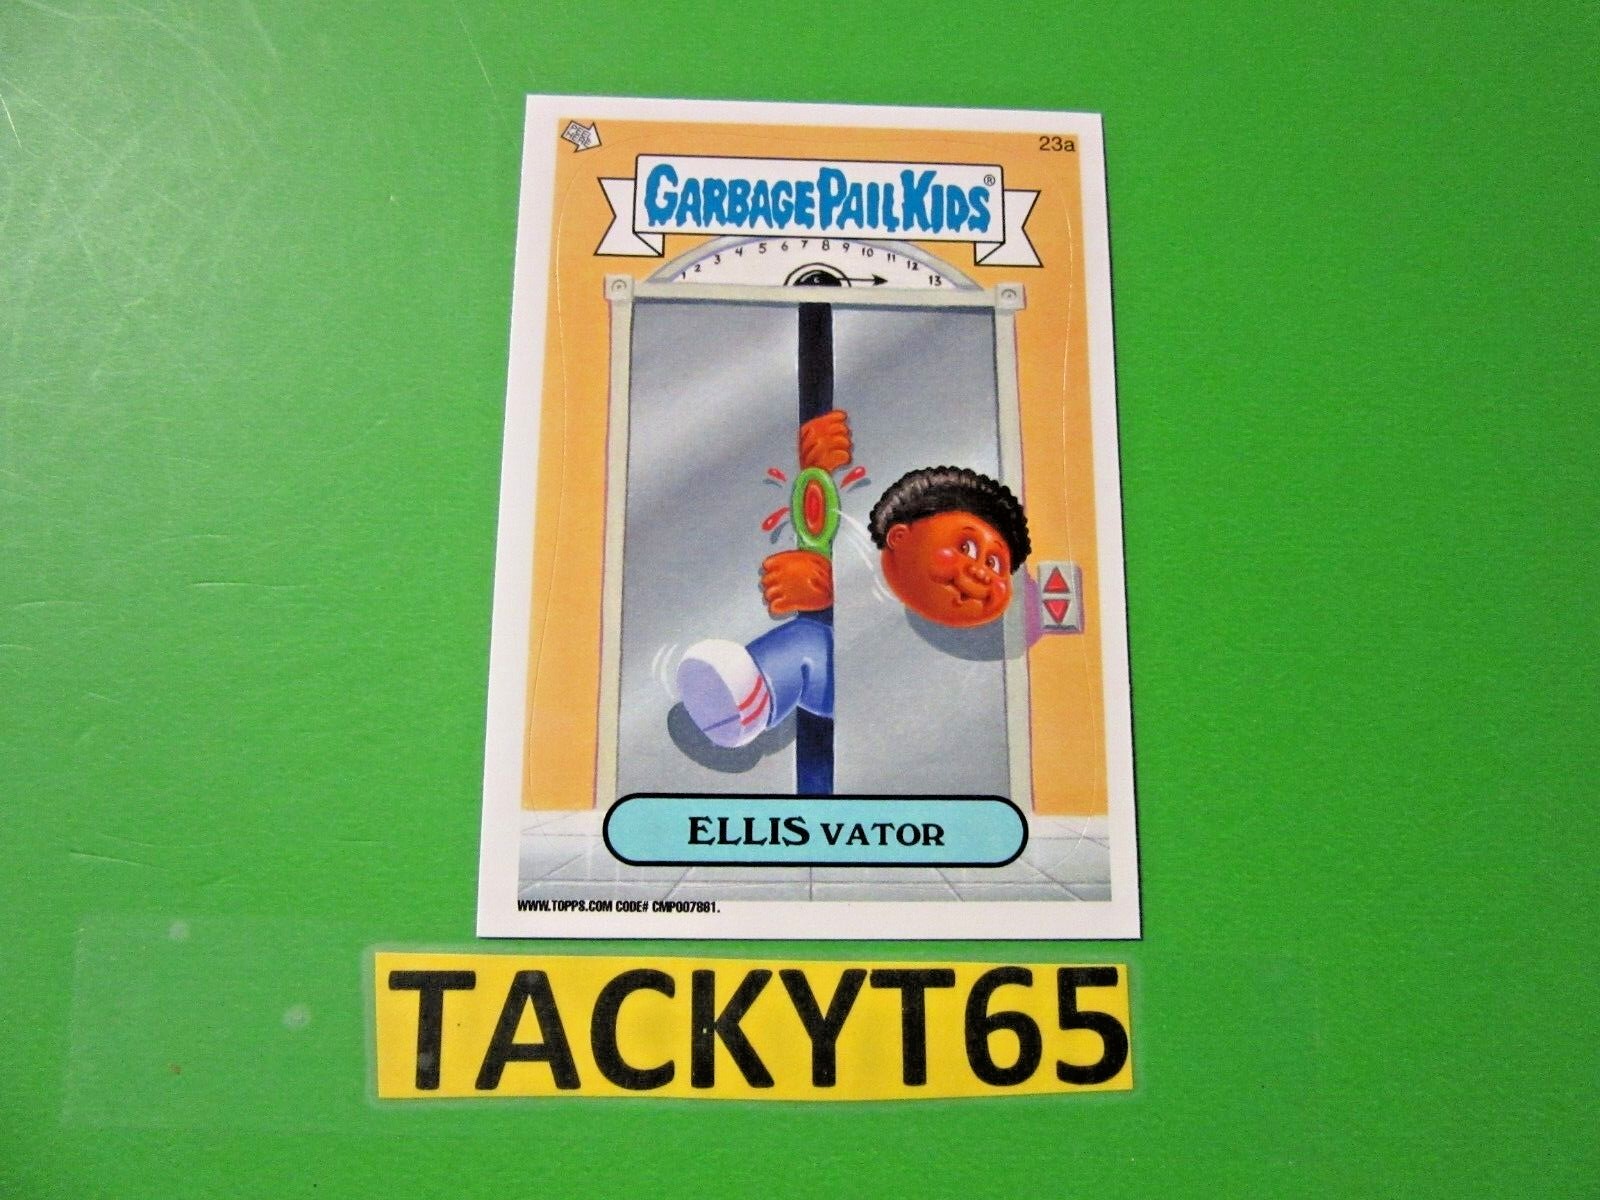 PEEL
HERE
23a
GARBAGE PAIL KIDS®
1 2 3 4 5 6 7 8 9 10 11 12 13
ELLIS VATOR
WWW.TOPPS.COM CODE# CMP007881.
TACKYT65